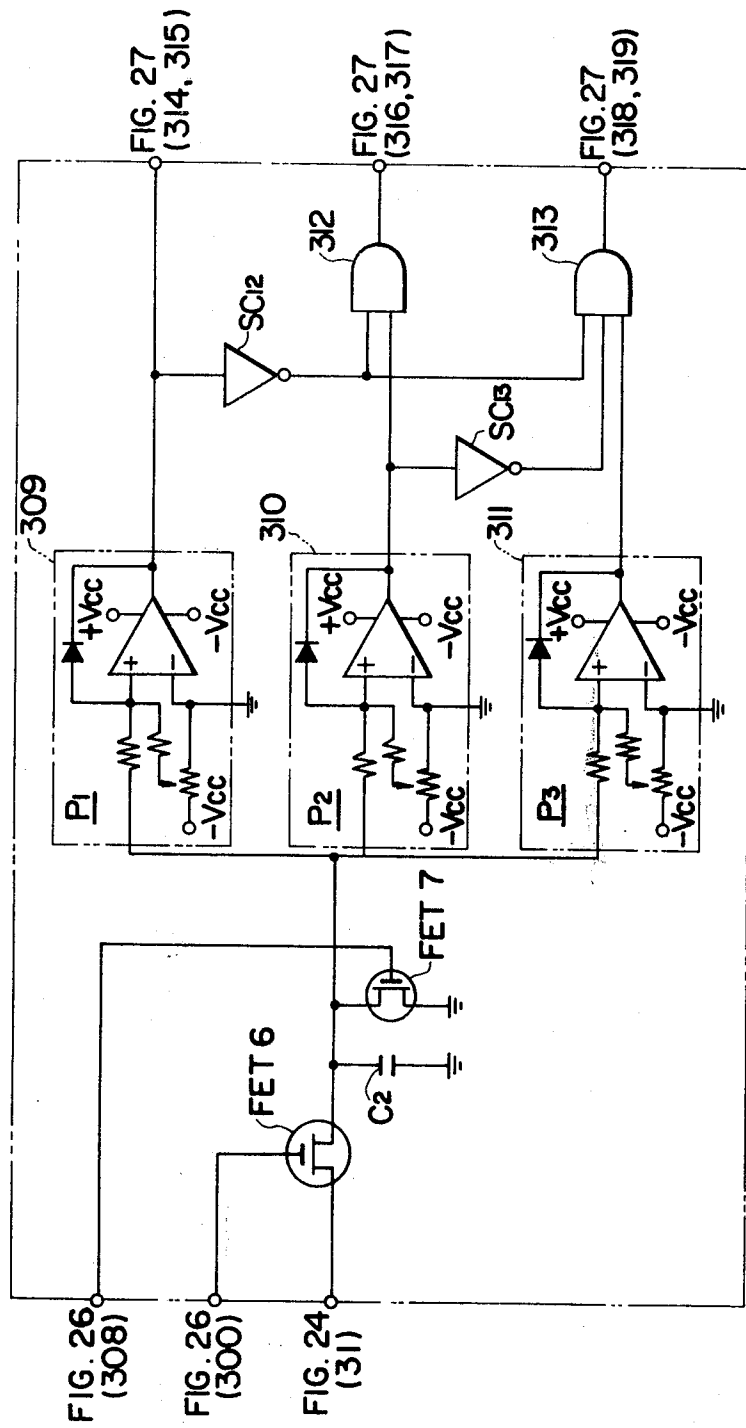 FIG. 26
(308)
FIG. 26
(300)
FIG. 24
(311)
FET 6
C2
FET 7
309
P1
+VCC
-VCC
-VCC
+
-
310
P2
+VCC
-VCC
-VCC
+
-
311
P3
+VCC
-VCC
-VCC
+
-
SC12
SC13
312
313
FIG. 27
(314, 315)
FIG. 27
(316, 317)
FIG. 27
(318, 319)